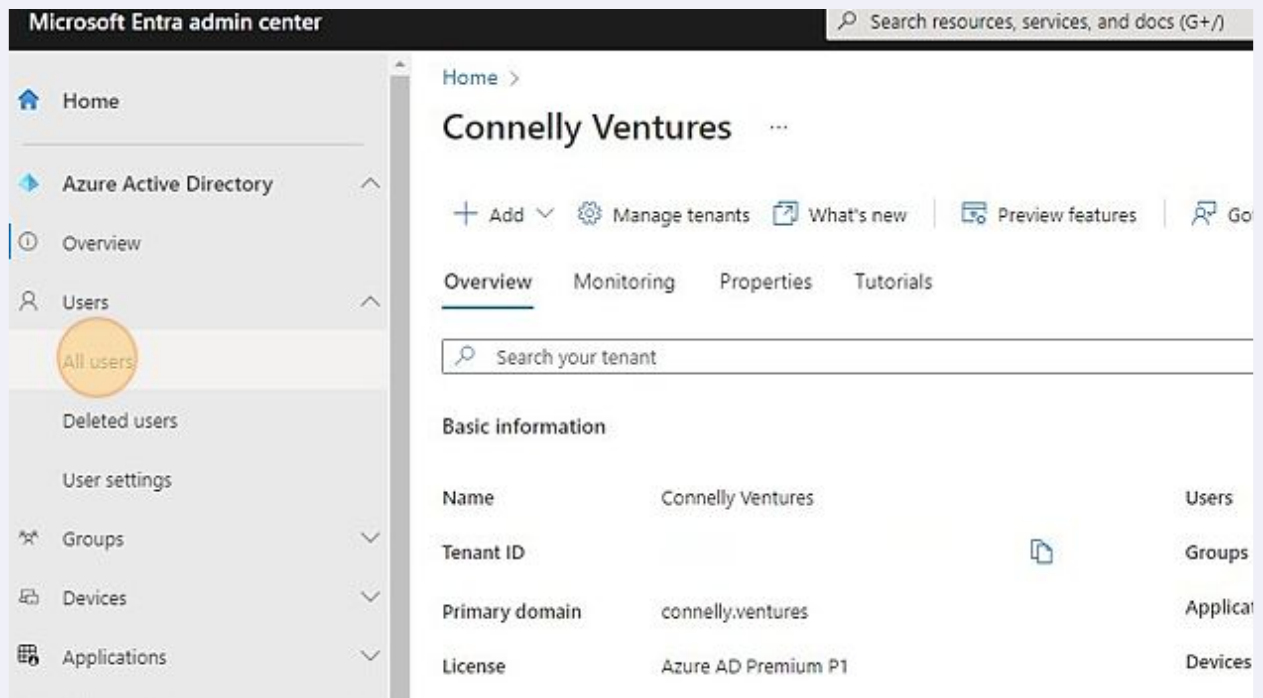 Microsoft Entra admin center
Search resources, services, and docs (G+/)
Home
Azure Active Directory
Overview
Users
All users
Deleted users
User settings
Groups
Devices
Applications
Home >
Connelly Ventures ...
Add
Manage tenants
What's new
Preview features
Go
Overview
Monitoring
Properties
Tutorials
Search your tenant
Basic information
Name Connelly Ventures Users
Tenant ID Groups
Primary domain connelly.ventures Applicat
License Azure AD Premium P1 Devices